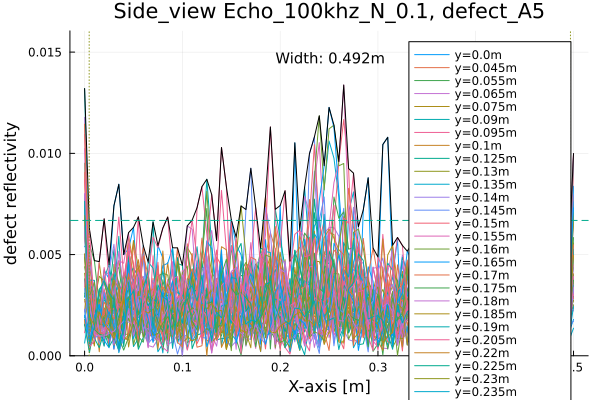 Side_view Echo_100khz_N_0.1, defect_A5
Width: 0.492m
defect reflectivity
0.015
0.010
0.005
0.000
0.0
0.1
0.2
0.3
.5
X-axis [m]
y=0.0m
y=0.045m
y=0.055m
y=0.065m
y=0.075m
y=0.09m
y=0.095m
y=0.1m
y=0.125m
y=0.13m
y=0.135m
y=0.14m
y=0.145m
y=0.15m
y=0.155m
y=0.16m
y=0.165m
y=0.17m
y=0.175m
y=0.18m
y=0.185m
y=0.19m
y=0.205m
y=0.22m
y=0.225m
y=0.23m
y=0.235m